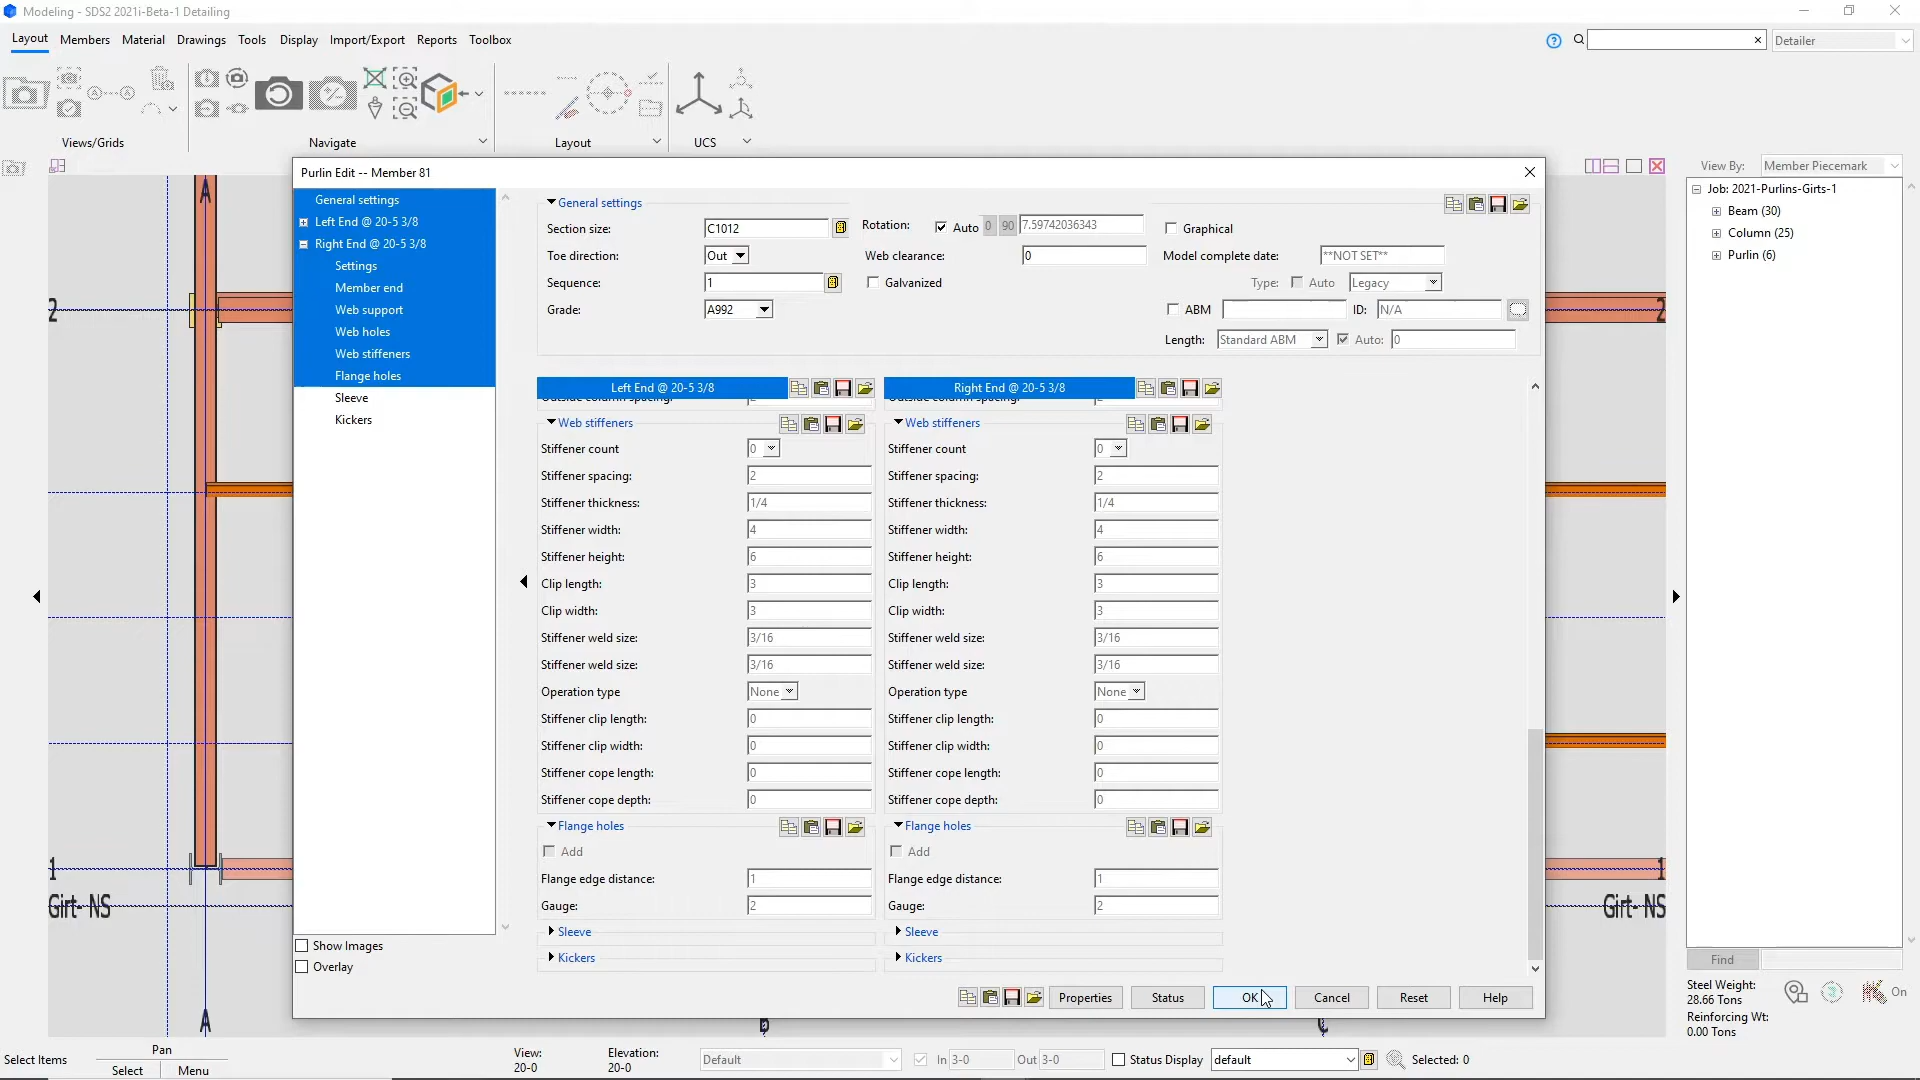 Modeling - SDS2 2021i-Beta-1 Detailing
Layout Members Material Drawings Tools Display Import/Export Reports Toolbox
Detailer
Views/Grids Navigate Layout UCS
View By: Member Piecemark
Purlin Edit -- Member 81
General settings
Left End @ 20-5 3/8
Right End @ 20-5 3/8
Settings
Member end
Web support
Web holes
Web stiffeners
Flange holes
Sleeve
Kickers
Show Images
Overlay
General settings
Section size: C1012 Rotation: Auto 0 90 7.59742036343 Graphical
Toe direction: Out Web clearance: 0 Model complete date: **NOT SET**
Sequence: 1 Galvanized Type: Auto Legacy
Grade: A992 ABM ID: N/A
Length: Standard ABM Auto: 0
Left End @ 20-5 3/8 Right End @ 20-5 3/8
Web stiffeners Web stiffeners
Stiffener count 0 Stiffener count 0
Stiffener spacing: 2 Stiffener spacing: 2
Stiffener thickness: 1/4 Stiffener thickness: 1/4
Stiffener width: 4 Stiffener width: 4
Stiffener height: 6 Stiffener height: 6
Clip length: 3 Clip length: 3
Clip width: 3 Clip width: 3
Stiffener weld size: 3/16 Stiffener weld size: 3/16
Stiffener weld size: 3/16 Stiffener weld size: 3/16
Operation type None Operation type None
Stiffener clip length: 0 Stiffener clip length: 0
Stiffener clip width: 0 Stiffener clip width: 0
Stiffener cope length: 0 Stiffener cope length: 0
Stiffener cope depth: 0 Stiffener cope depth: 0
Flange holes Flange holes
Add Add
Flange edge distance: 1 Flange edge distance: 1
Gauge: 2 Gauge: 2
Sleeve Sleeve
Kickers Kickers
Properties Status OK Cancel Reset Help
A
2 2
1 1
Girt- NS Girt- NS
A
Job: 2021-Purlins-Girts-1
Beam (30)
Column (25)
Purlin (6)
Find
Steel Weight:
28.66 Tons
On
Reinforcing Wt:
0.00 Tons
Select Items Pan
Select Menu
View:
20-0
Elevation:
20-0
Default In 3-0 Out 3-0 Status Display default Selected: 0